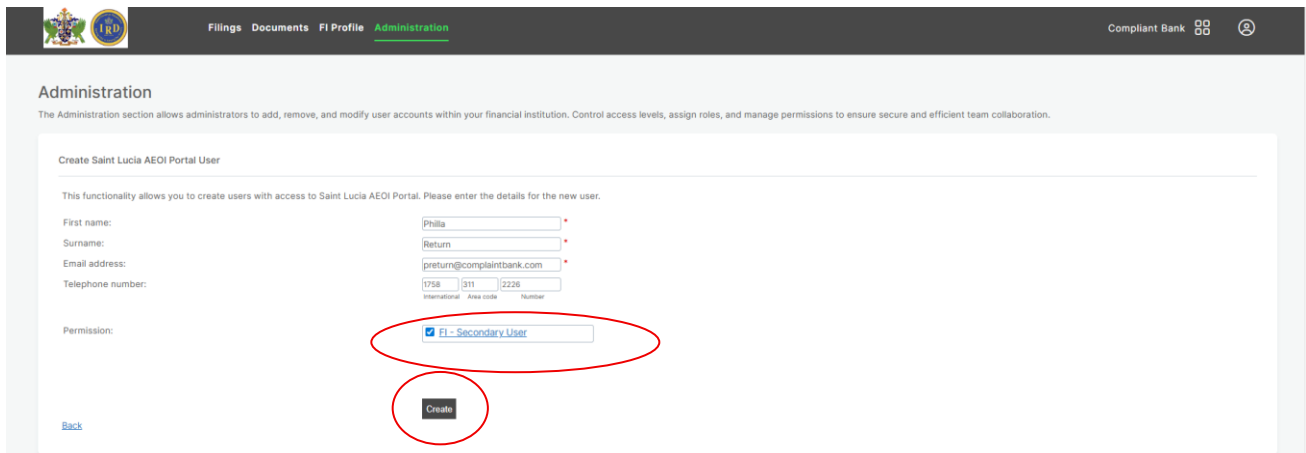 IRD
Filings Documents FI Profile Administration
Compliant Bank
Administration
The Administration section allows administrators to add, remove, and modify user accounts within your financial institution. Control access levels, assign roles, and manage permissions to ensure secure and efficient team collaboration.
Create Saint Lucia AEOI Portal User
This functionality allows you to create users with access to Saint Lucia AEOI Portal. Please enter the details for the new user.
First name: Philla *
Surname: Return *
Email address: preturn@complaintbank.com *
Telephone number: 1758 311 2226
International Area code Number
Permission: FI - Secondary User
Create
Back